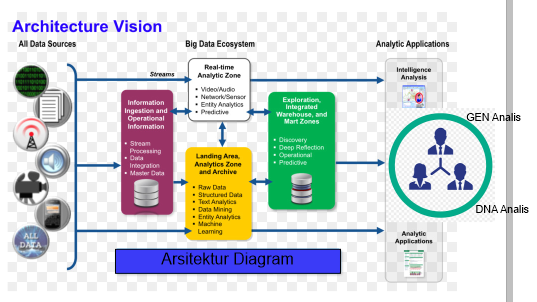 Architecture Vision
All Data Sources
Big Data Ecosystem
Analytic Applications
Streams
Real-time
Analytic Zone
• Video/Audio
• Network/Sensor
• Entity Analytics
• Predictive
Intelligence
Analysis
Information
Ingestion and
Operational
Information
• Stream
Processing
• Data
Integration
• Master Data
Exploration,
Integrated
Warehouse,
and Mart Zones
• Discovery
• Deep Reflection
• Operational
• Predictive
GEN Analis
DNA Analis
Landing Area,
Analytics Zone
and Archive
• Raw Data
• Structured Data
• Text Analytics
• Data Mining
• Entity Analytics
• Machine
Learning
ALL
DATA
Analytic
Applications
Arsitektur Diagram